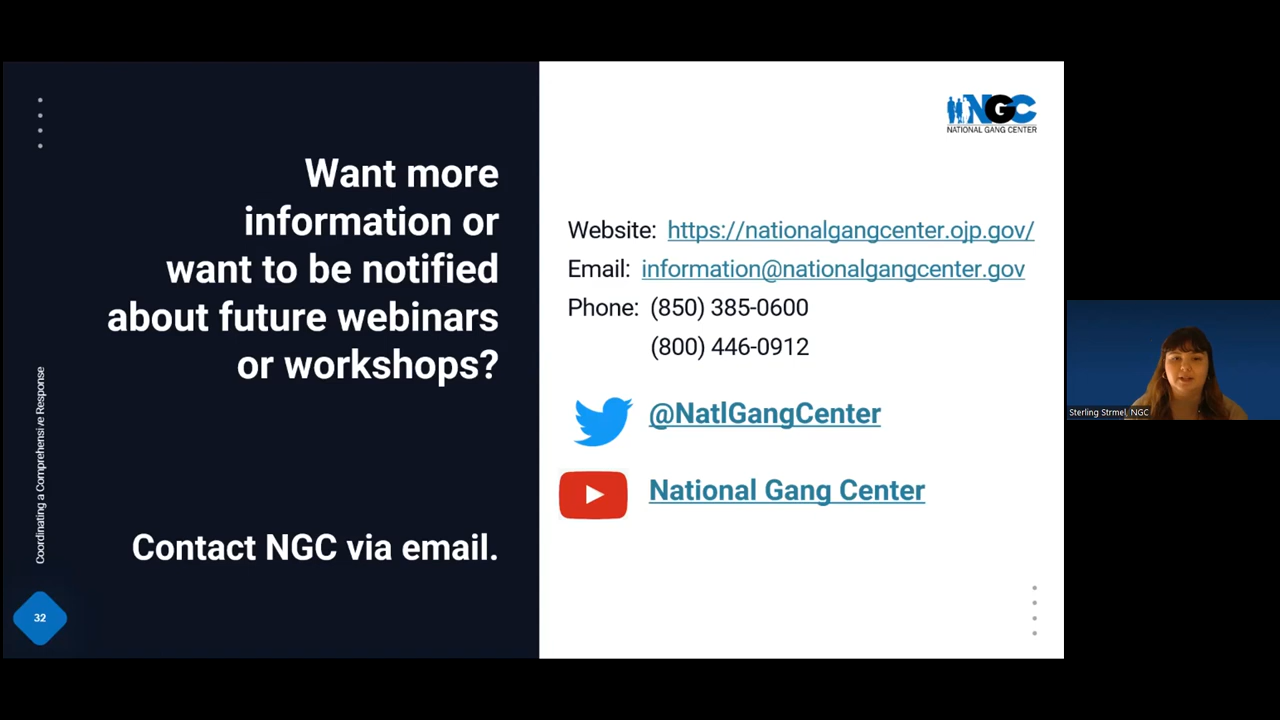 Want more
information or
want to be notified
about future webinars
or workshops?
Contact NGC via email.
Coordinating a Comprehensive Response
32
NGC
NATIONAL GANG CENTER
Website: https://nationalgangcenter.ojp.gov/
Email: information@nationalgangcenter.gov
Phone: (850) 385-0600
(800) 446-0912
@NatlGangCenter
National Gang Center
Sterling Strmel, NGC